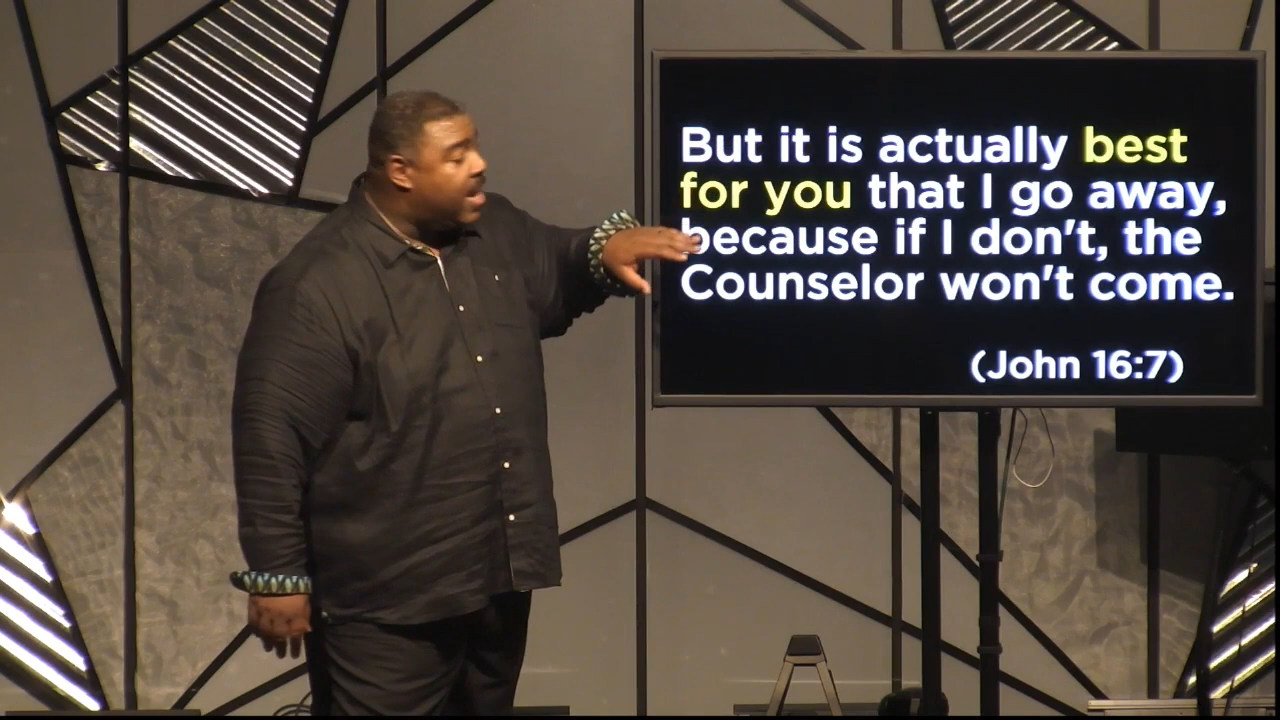 But it is actually best
for you that I go away,
because if I don't, the
Counselor won't come.
(John 16:7)